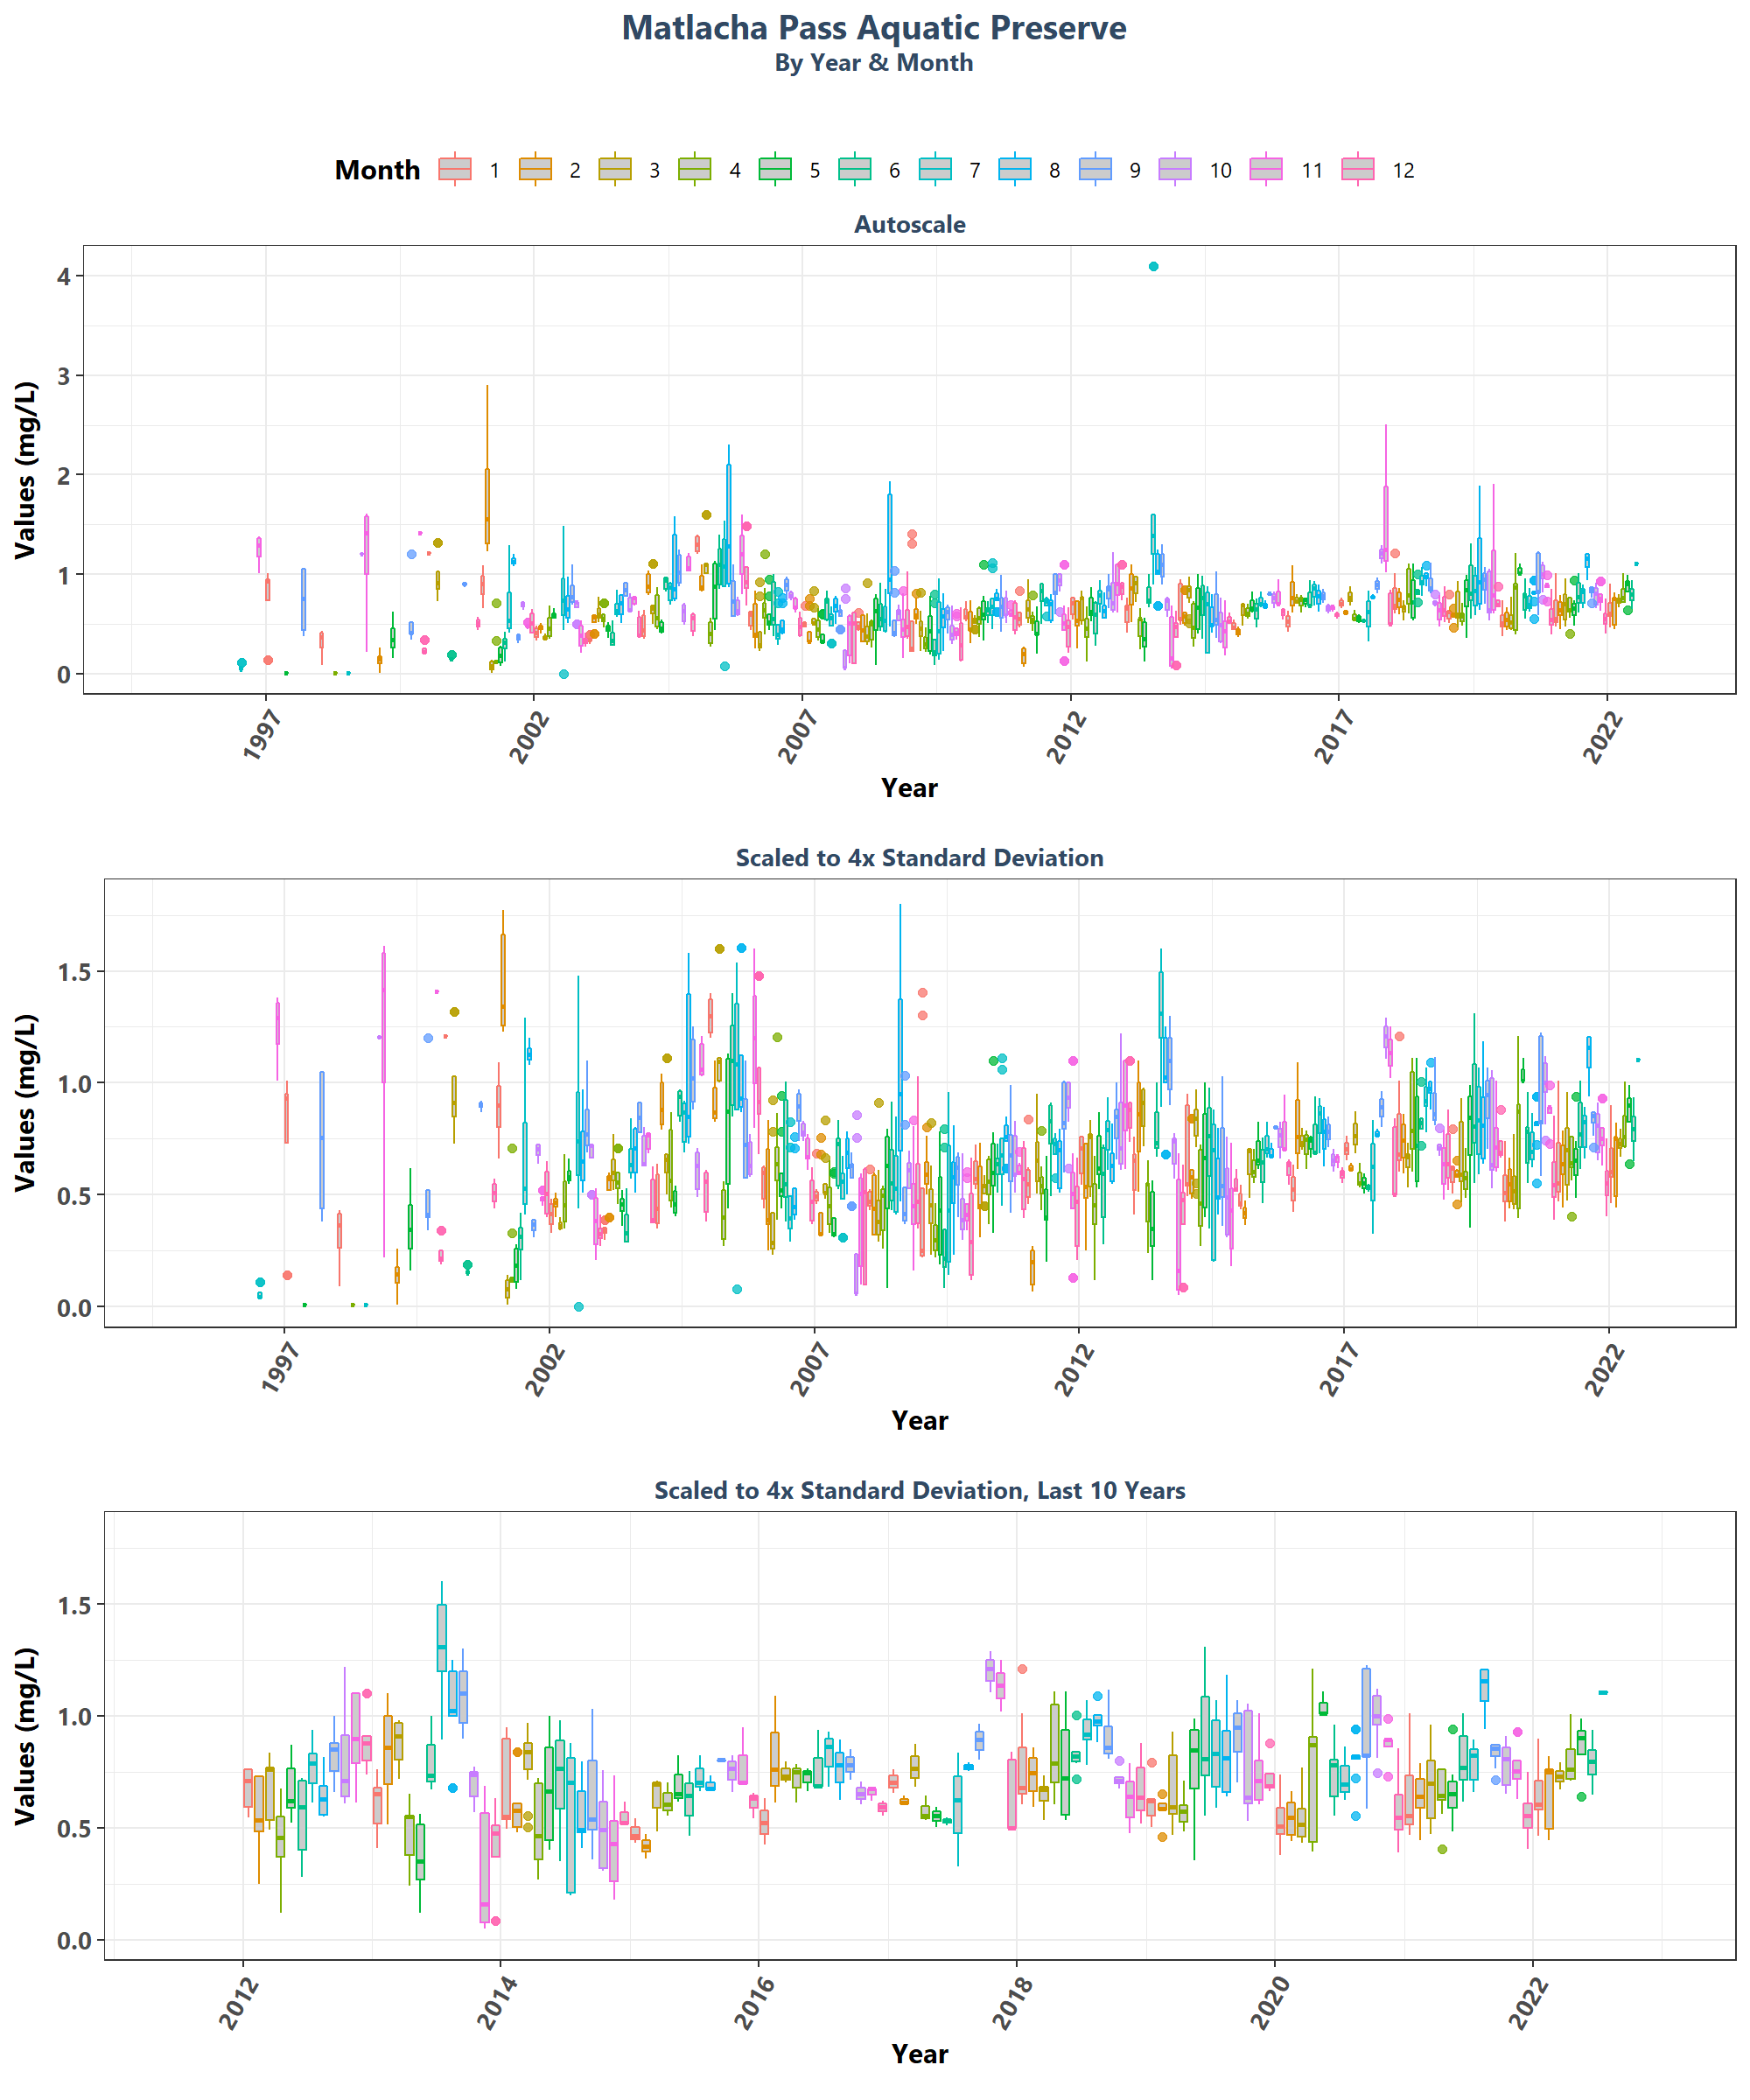 Matlacha Pass Aquatic Preserve
By Year & Month
Month 1 2 3 4 5 6 7 8 9 10 11 12
Autoscale
Values (mg/L)
4
3
2
1
0
1997 2002 2007 2012 2017 2022
Year
Scaled to 4x Standard Deviation
Values (mg/L)
1.5
1.0
0.5
0.0
1997 2002 2007 2012 2017 2022
Year
Scaled to 4x Standard Deviation, Last 10 Years
Values (mg/L)
1.5
1.0
0.5
0.0
2012 2014 2016 2018 2020 2022
Year